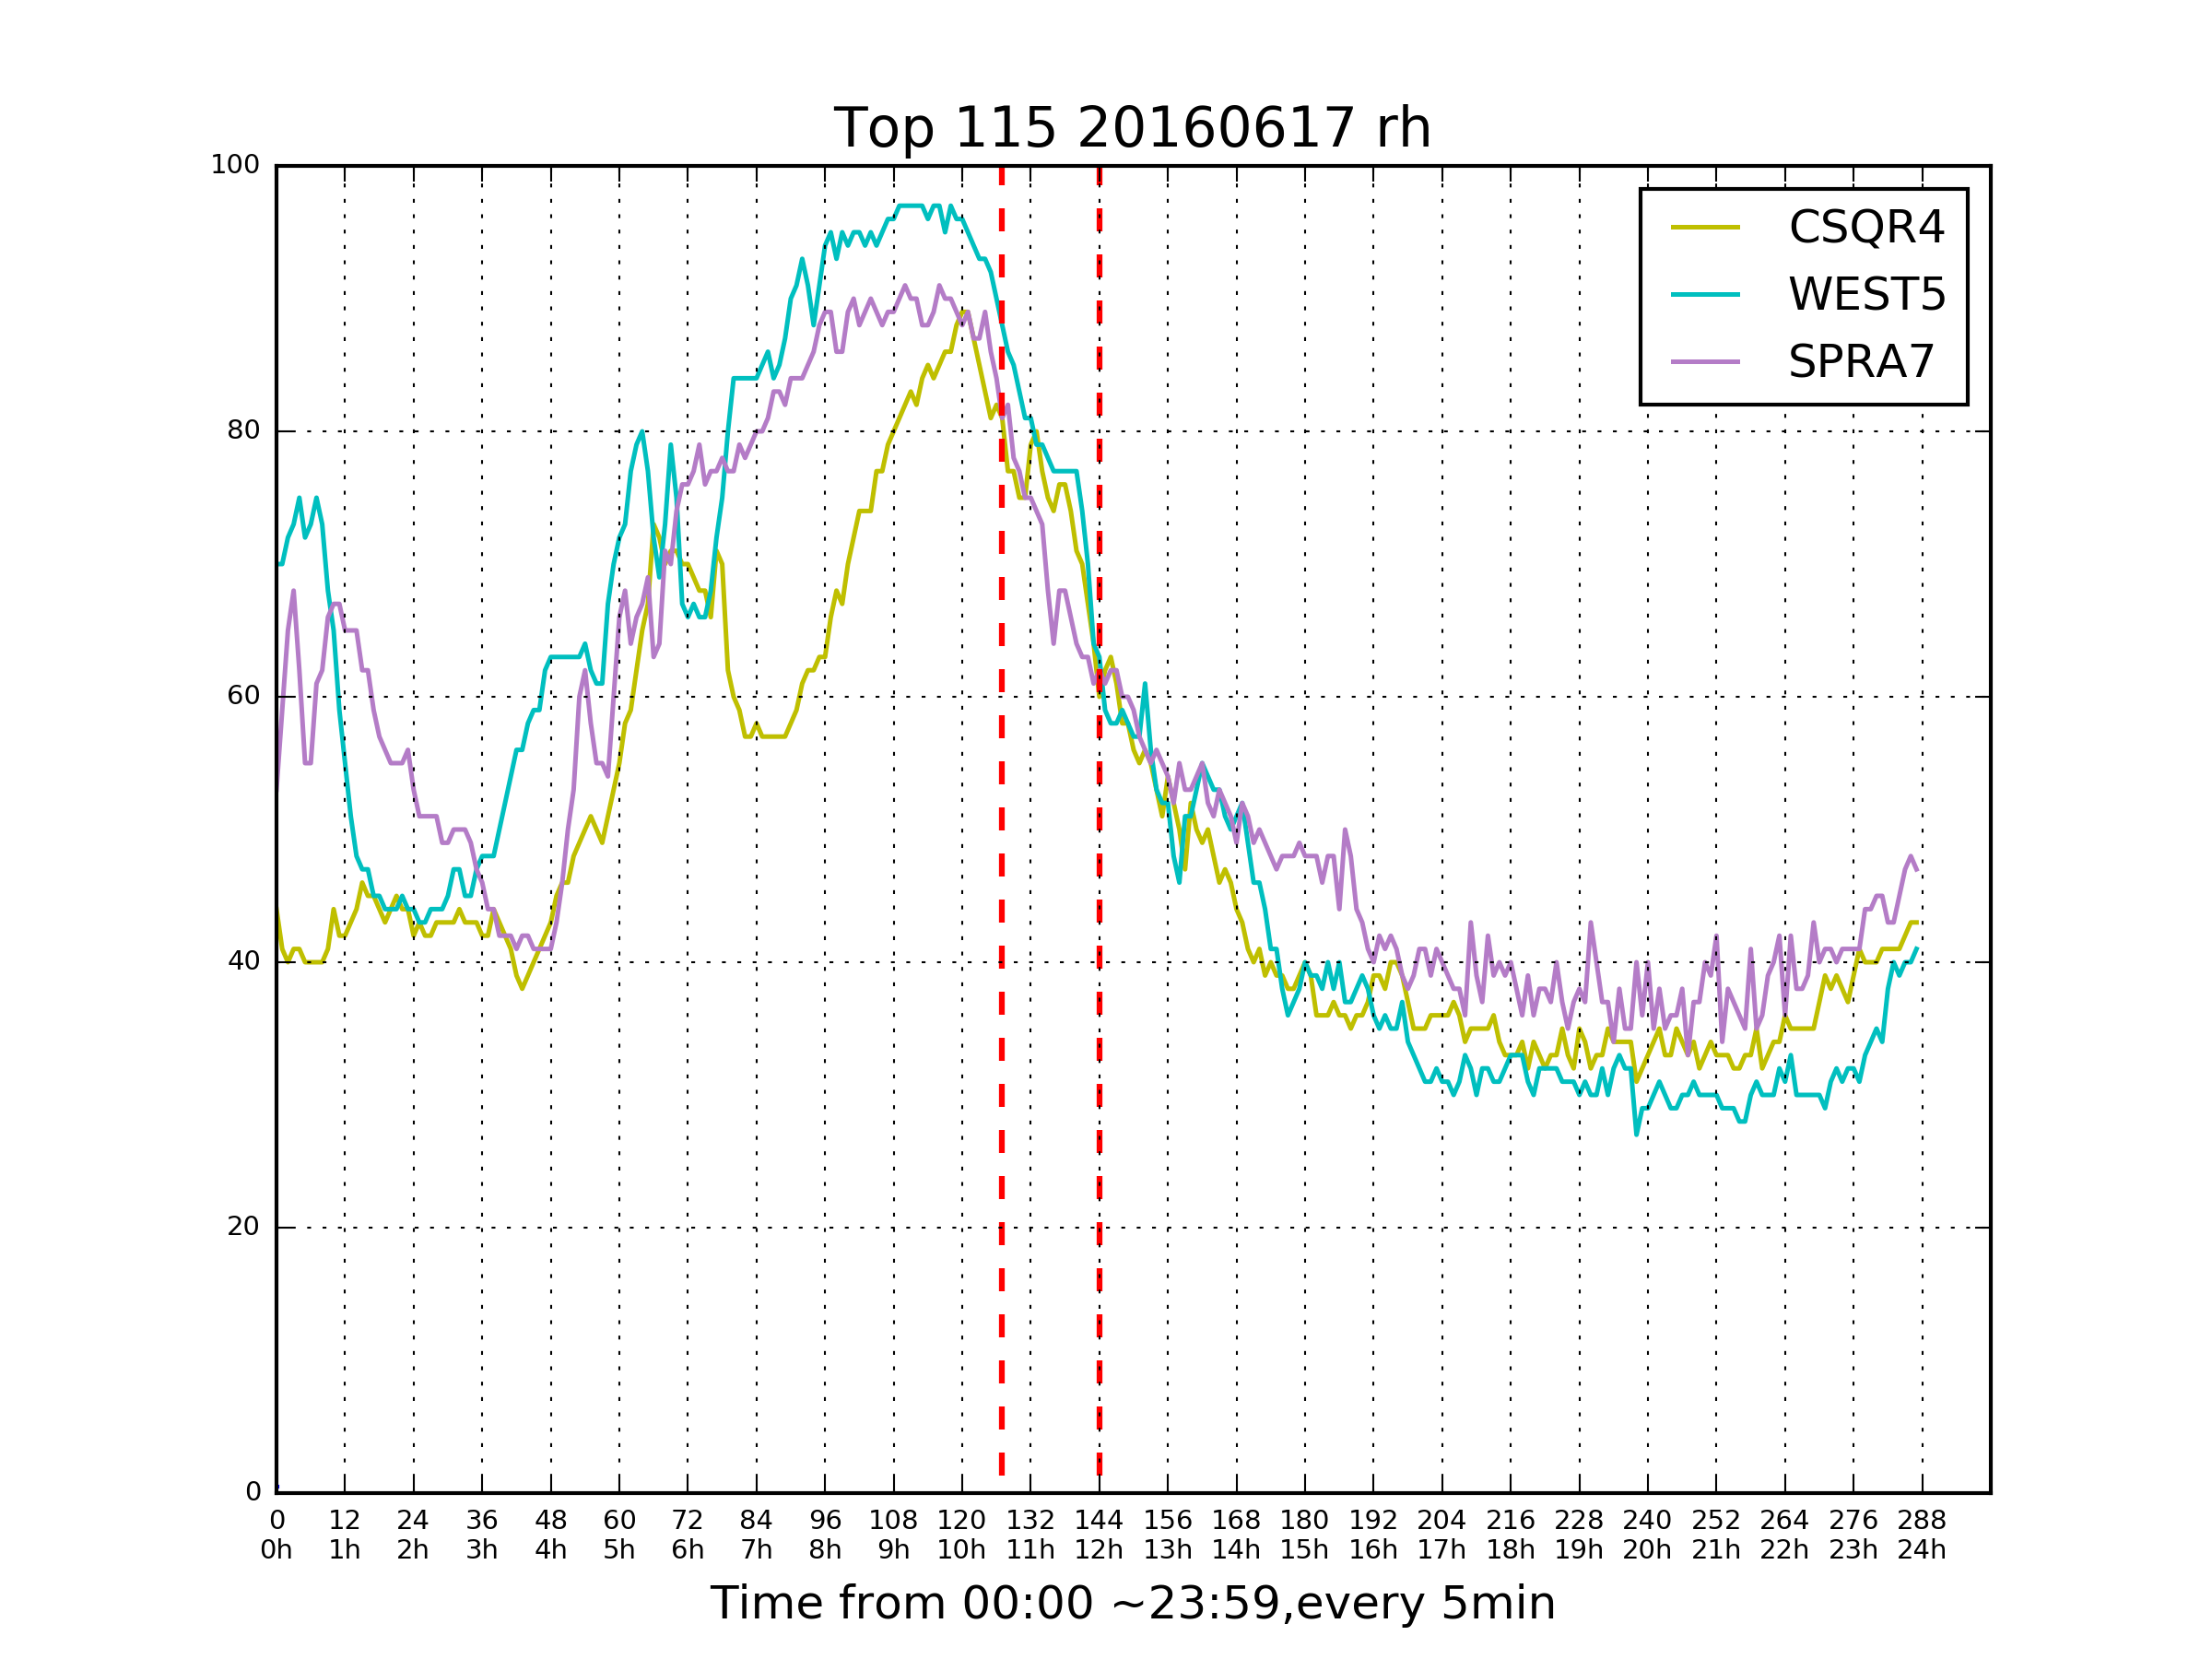 Top 115 20160617 rh
100
80
60
40
20
0
CSQR4
WEST5
SPRA7
0 12 24 36 48 60 72 84 96 108 120 132 144 156 168 180 192 204 216 228 240 252 264 276 288
0h 1h 2h 3h 4h 5h 6h 7h 8h 9h 10h 11h 12h 13h 14h 15h 16h 17h 18h 19h 20h 21h 22h 23h 24h
Time from 00:00 ~23:59,every 5min